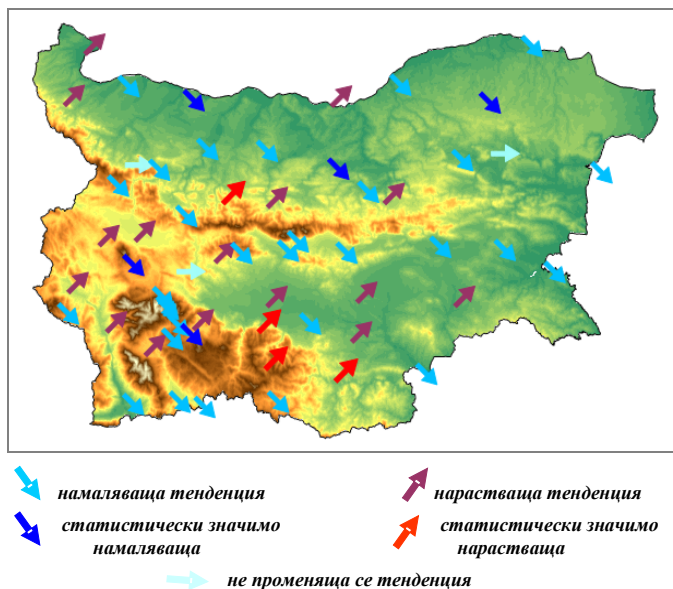 намаляваща тенденция
нарастваща тенденция
статистически значимо
намаляваща
статистически значимо
нарастваща
не променяща се тенденция